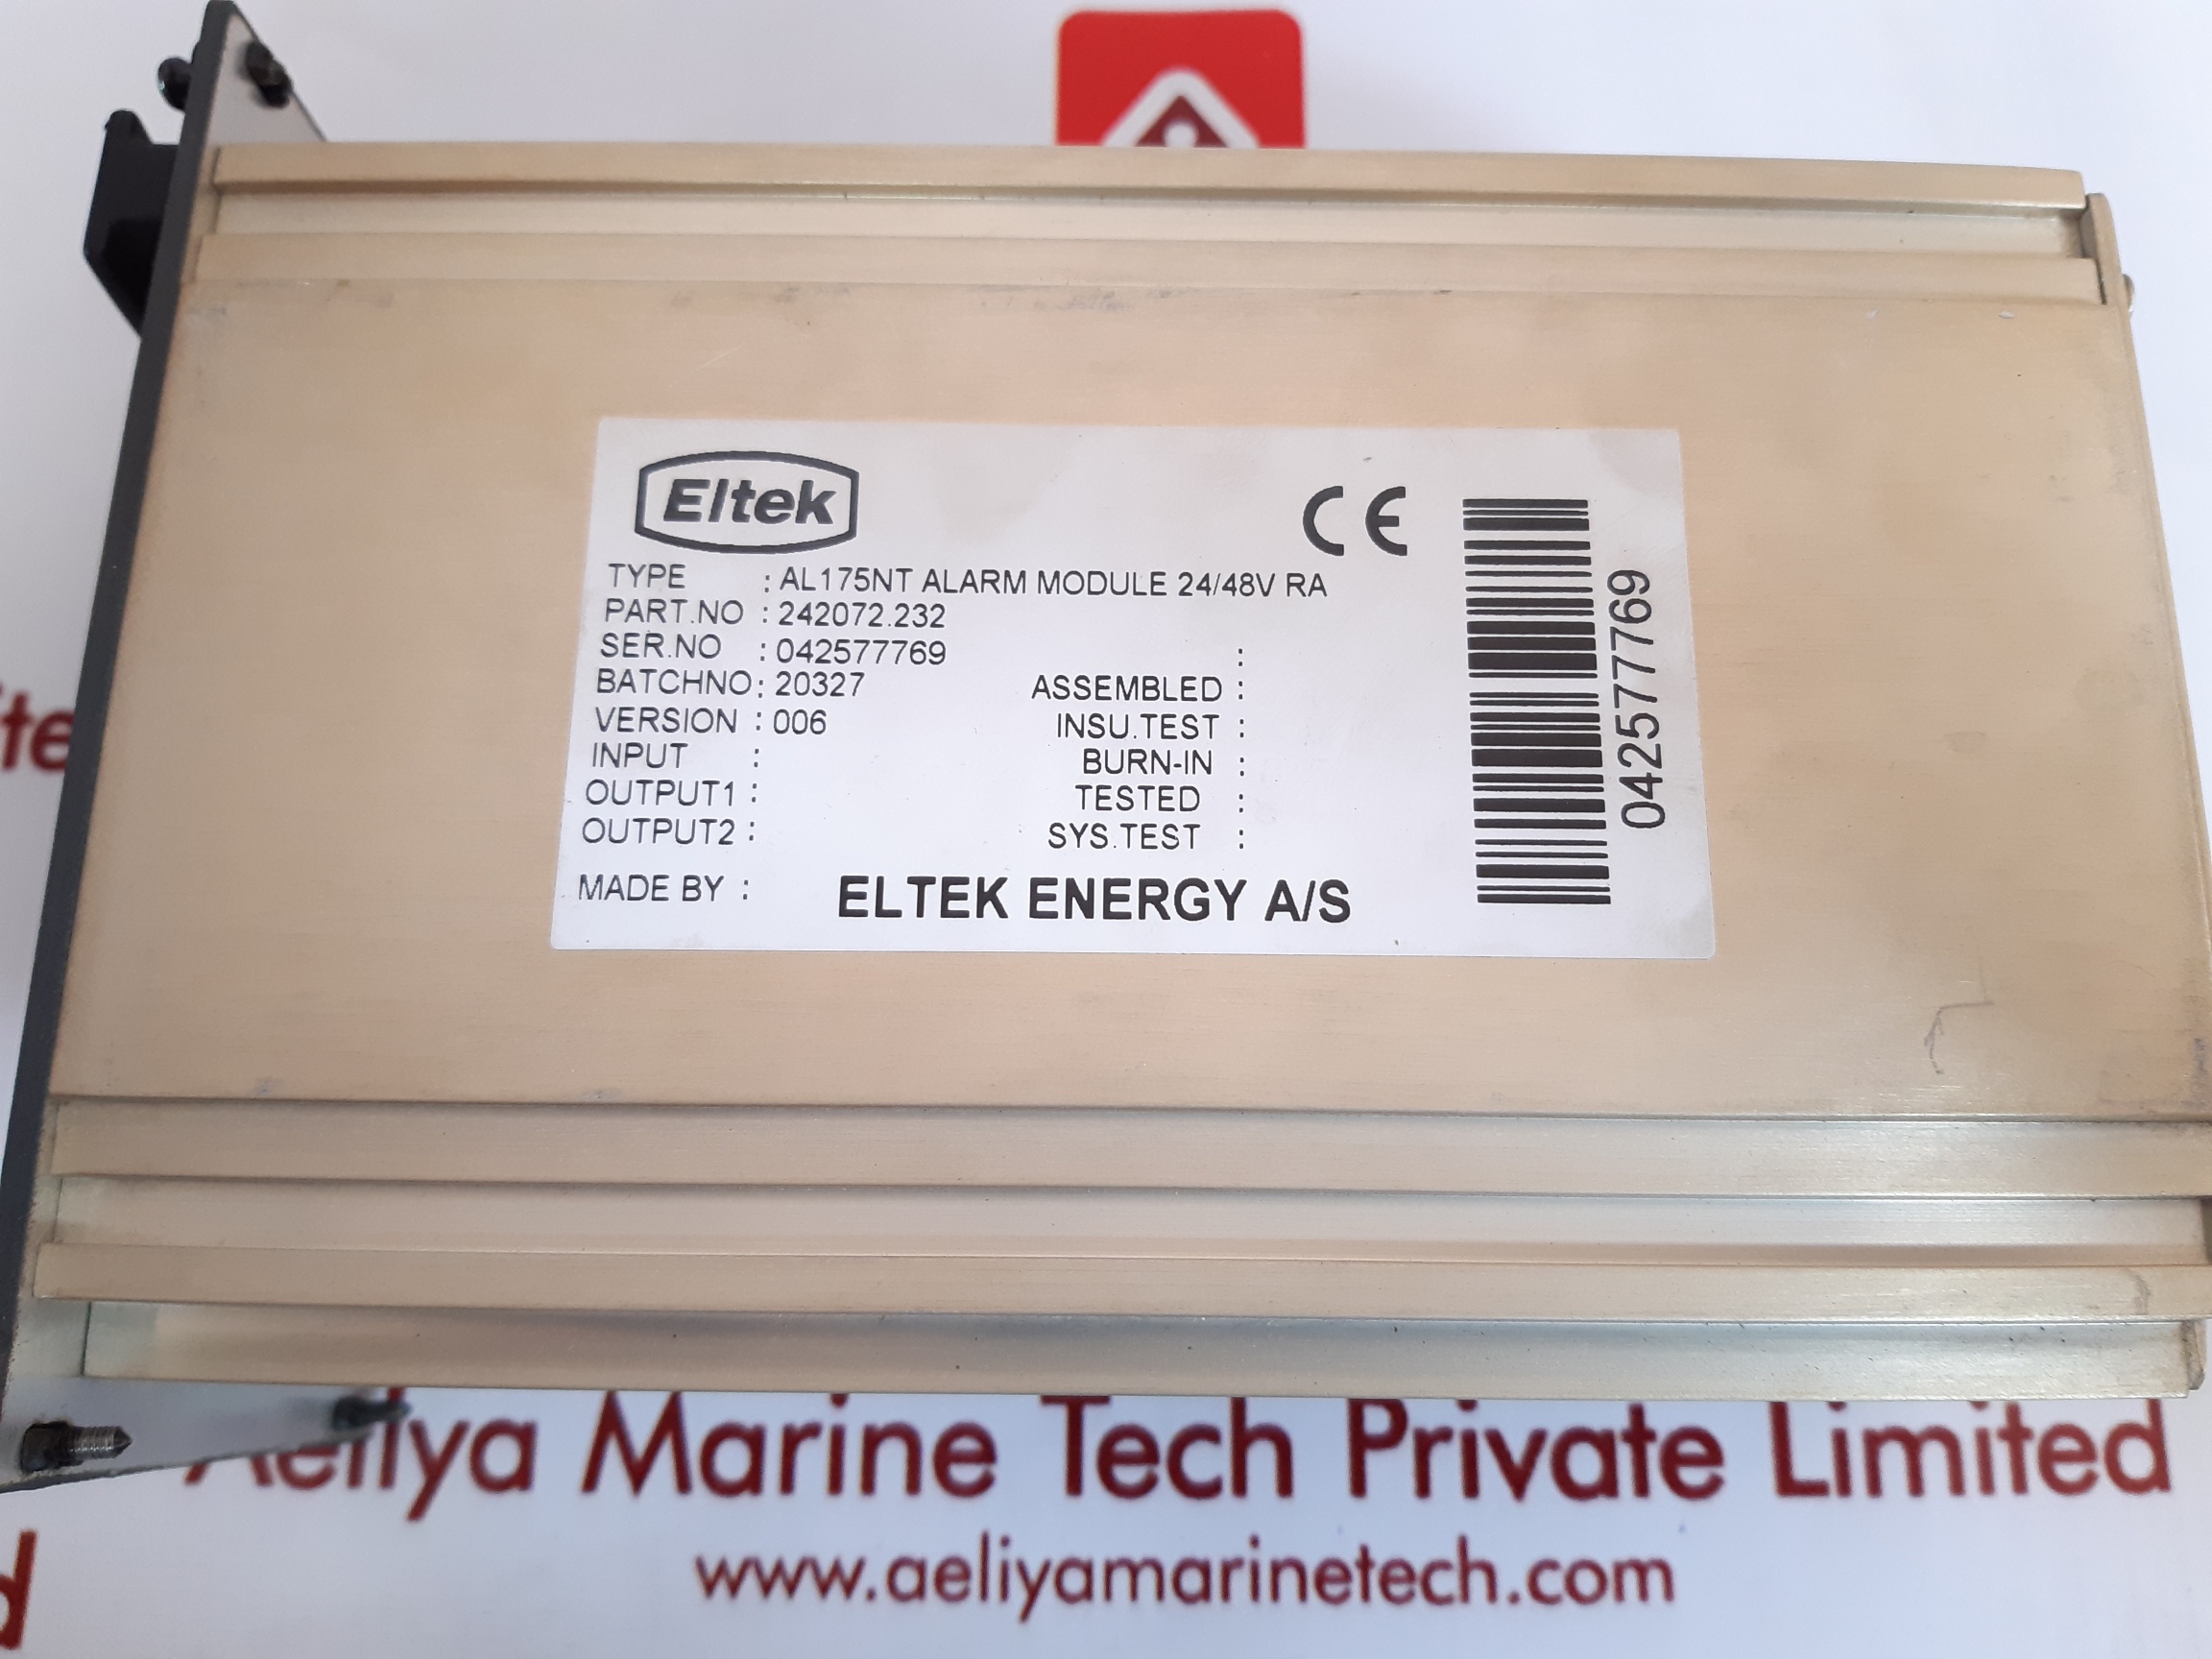 Eltek
CE
TYPE : AL175NT ALARM MODULE 24/48V RA
PART.NO : 242072.232
SER.NO : 042577769 :
BATCHNO : 20327 ASSEMBLED :
VERSION : 006 INSU.TEST :
INPUT : BURN-IN :
OUTPUT1 : TESTED :
OUTPUT2 : SYS.TEST :
MADE BY : ELTEK ENERGY A/S
042577769
Aeliya Marine Tech Private Limited
www.aeliyamarinetech.com